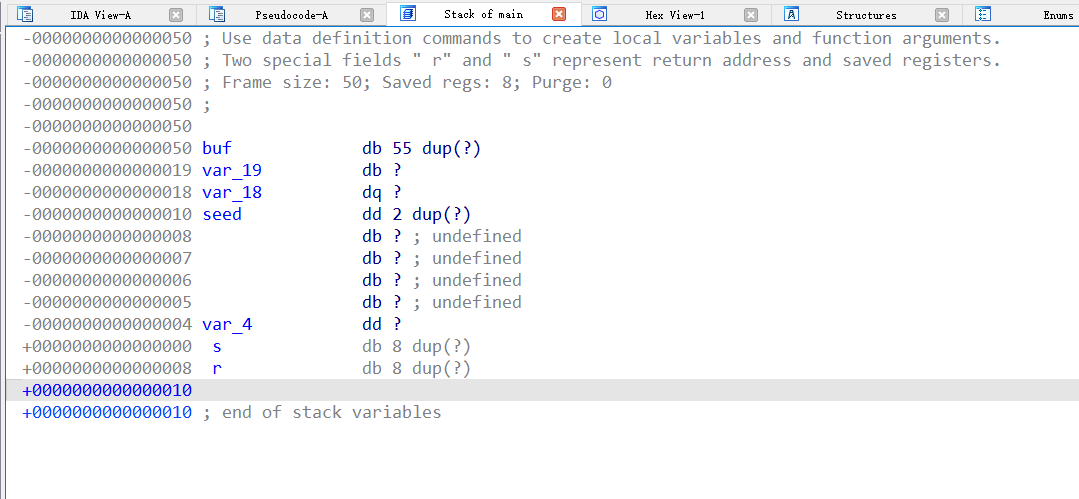 IDA View-A Pseudocode-A Stack of main Hex View-1 Structures Enums
-0000000000000050 ; Use data definition commands to create local variables and function arguments.
-0000000000000050 ; Two special fields " r" and " s" represent return address and saved registers.
-0000000000000050 ; Frame size: 50; Saved regs: 8; Purge: 0
-0000000000000050 ;
-0000000000000050
-0000000000000050 buf db 55 dup(?)
-0000000000000019 var_19 db ?
-0000000000000018 var_18 dq ?
-0000000000000010 seed dd 2 dup(?)
-0000000000000008 db ? ; undefined
-0000000000000007 db ? ; undefined
-0000000000000006 db ? ; undefined
-0000000000000005 db ? ; undefined
-0000000000000004 var_4 dd ?
+0000000000000000 s db 8 dup(?)
+0000000000000008 r db 8 dup(?)
+0000000000000010
+0000000000000010 ; end of stack variables